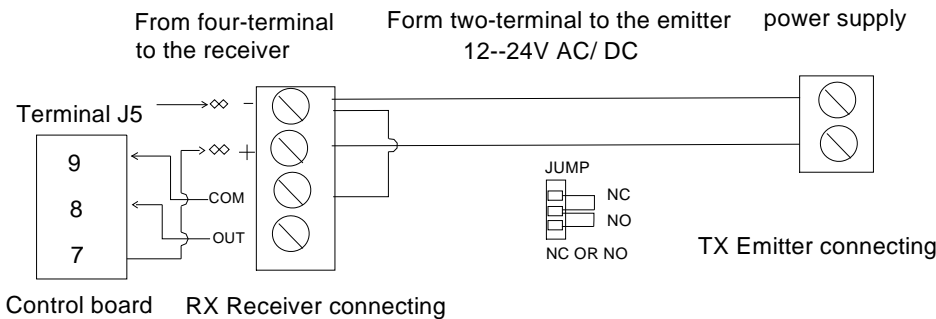 From four-terminal
to the receiver
Form two-terminal to the emitter
12--24V AC/ DC
power supply
Terminal J5
-
+
COM
OUT
9
8
7
JUMP
NC
NO
NC OR NO
TX Emitter connecting
Control board
RX Receiver connecting